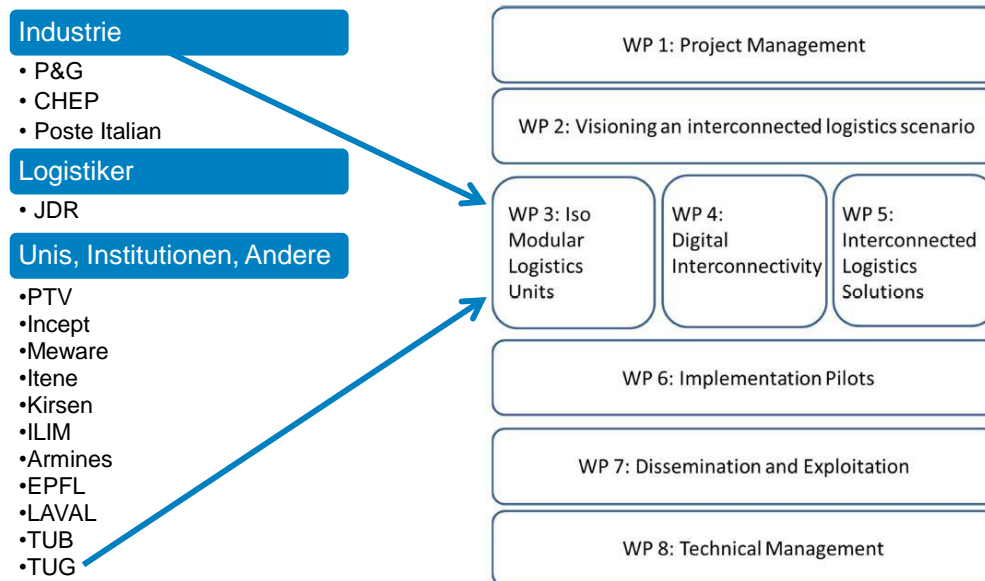 Industrie
• P&G
• CHEP
• Poste Italian
Logistiker
• JDR
Unis, Institutionen, Andere
•PTV
•Incept
•Meware
•Itene
•Kirsen
•ILIM
•Armines
•EPFL
•LAVAL
•TUB
•TUG
WP 1: Project Management
WP 2: Visioning an interconnected logistics scenario
WP 3: Iso
Modular
Logistics
Units
WP 4:
Digital
Interconnectivity
WP 5:
Interconnected
Logistics
Solutions
WP 6: Implementation Pilots
WP 7: Dissemination and Exploitation
WP 8: Technical Management